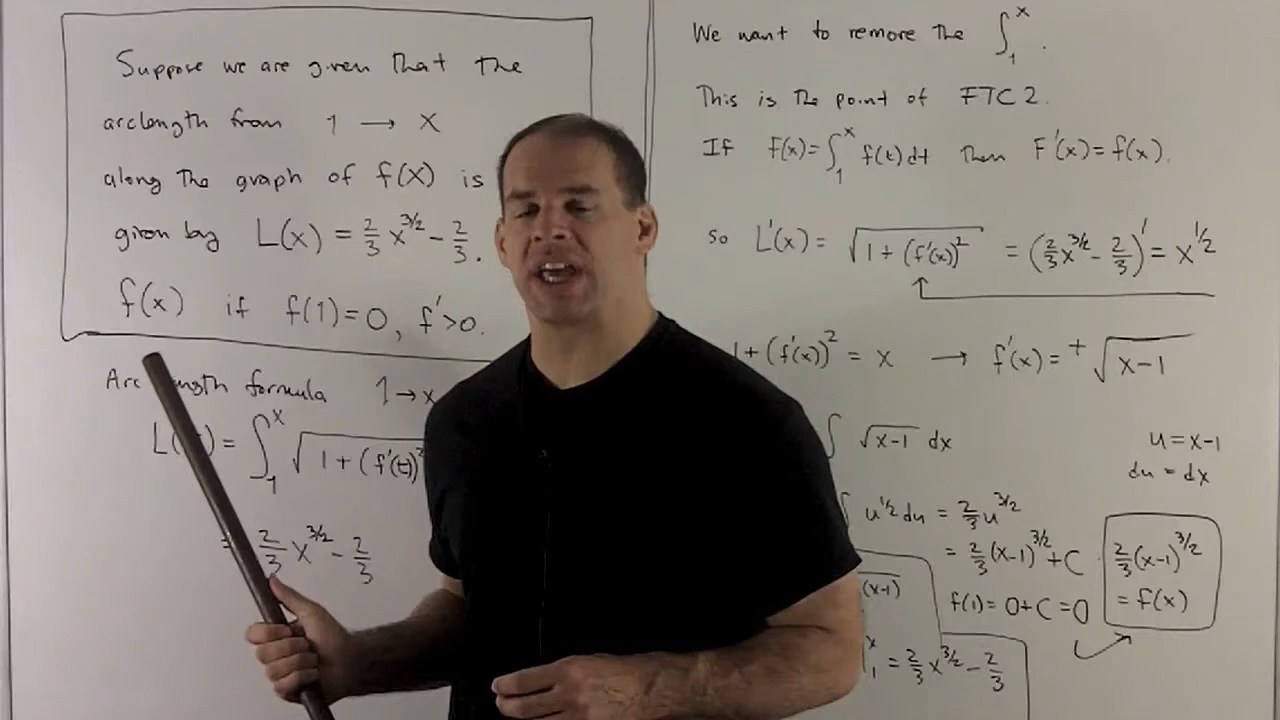 Suppose we are given that the
arclength from 1 → x
along the graph of f(x) is
given by L(x) = 2/3 x^{3/2} - 2/3.
f(x) if f(1)=0, f'>0.
Arc length formula 1→x
L( ) = ∫_1^x √(1+(f'(t))^2
= 2/3 x^{3/2} - 2/3
We want to remove the ∫_1^x.
This is the point of FTC2.
If F(x)=∫_1^x f(t)dt then F'(x)=f(x).
so L'(x) = √(1+(f'(x))^2) = (2/3 x^{3/2} - 2/3)' = x^{1/2}
1+(f'(x))^2 = x → f'(x) = +√(x-1)
∫ √(x-1) dx
u = x-1
du = dx
∫ u^{1/2} du = 2/3 u^{3/2}
= 2/3 (x-1)^{3/2} + C
f(1) = 0+C = 0
2/3 (x-1)^{3/2}
= f(x)
(x-1)
|_1^x = 2/3 x^{3/2} - 2/3